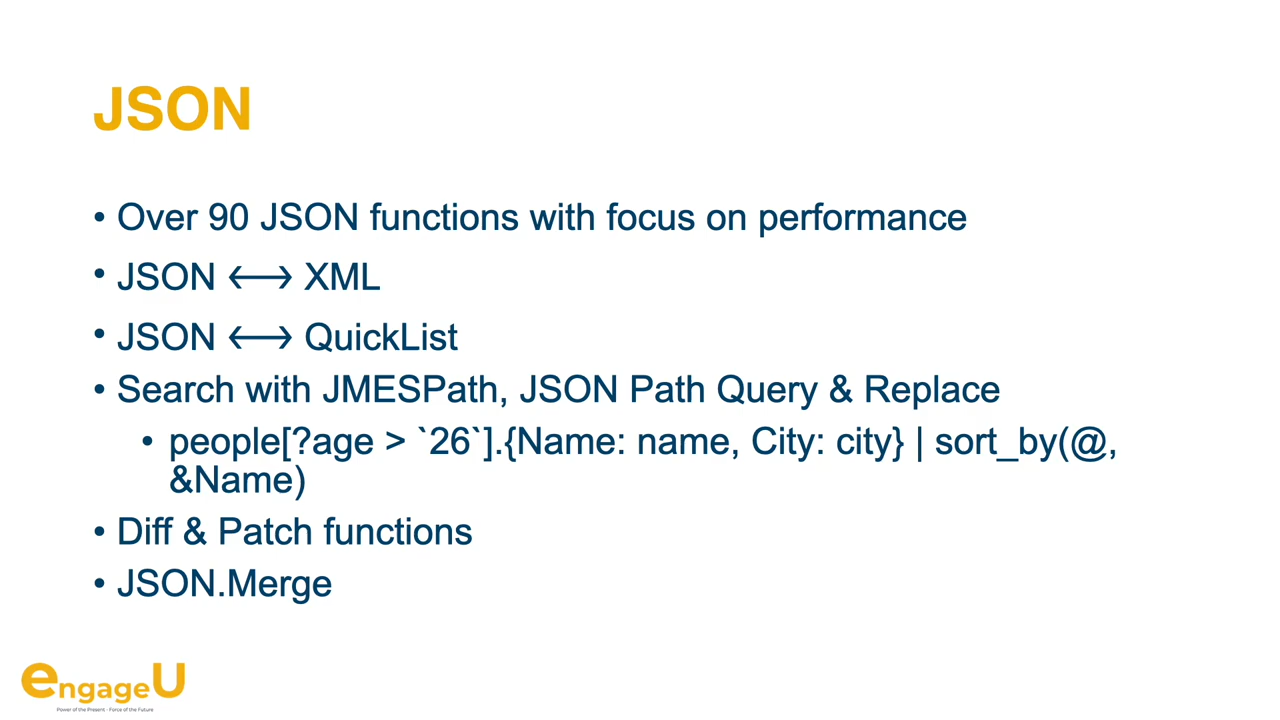 JSON
• Over 90 JSON functions with focus on performance
• JSON ⟷ XML
• JSON ⟷ QuickList
• Search with JMESPath, JSON Path Query & Replace
• people[?age > `26`].{Name: name, City: city} | sort_by(@,
&Name)
• Diff & Patch functions
• JSON.Merge
engageU
Power of the Present - Force of the Future